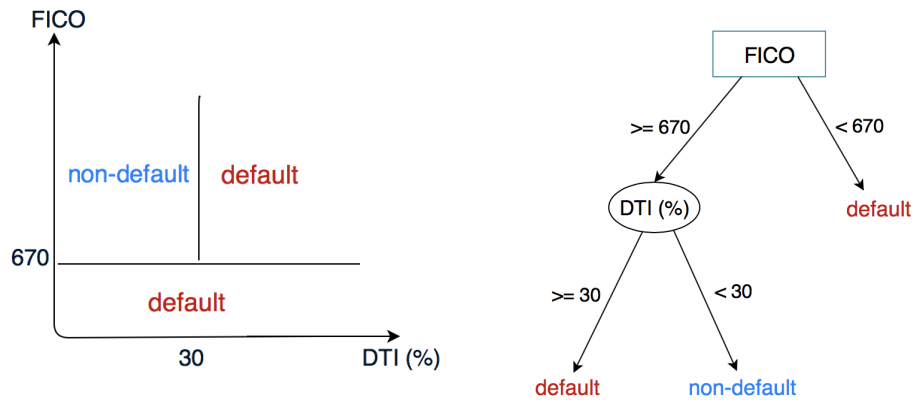 FICO
non-default
default
670
default
30
DTI (%)
FICO
>= 670
< 670
DTI (%)
default
>= 30
< 30
default
non-default